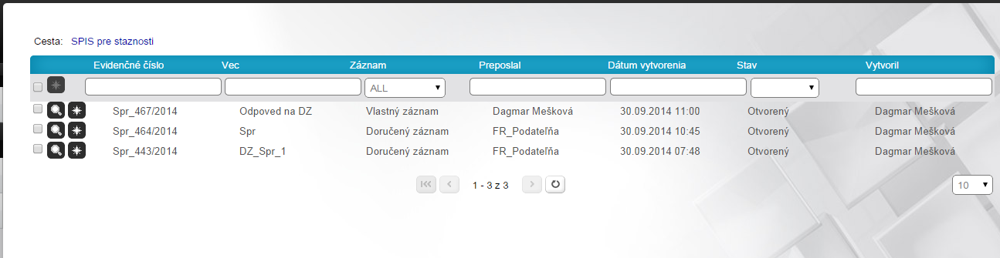 Cesta: SPIS pre staznosti
Evidenčné číslo Vec Záznam Preposlal Dátum vytvorenia Stav Vytvoril
ALL
Spr_467/2014 Odpoved na DZ Vlastný záznam Dagmar Mešková 30.09.2014 11:00 Otvorený Dagmar Mešková
Spr_464/2014 Spr Doručený záznam FR_Podateľňa 30.09.2014 10:45 Otvorený Dagmar Mešková
Spr_443/2014 DZ_Spr_1 Doručený záznam FR_Podateľňa 30.09.2014 07:48 Otvorený Dagmar Mešková
1 - 3 z 3 10